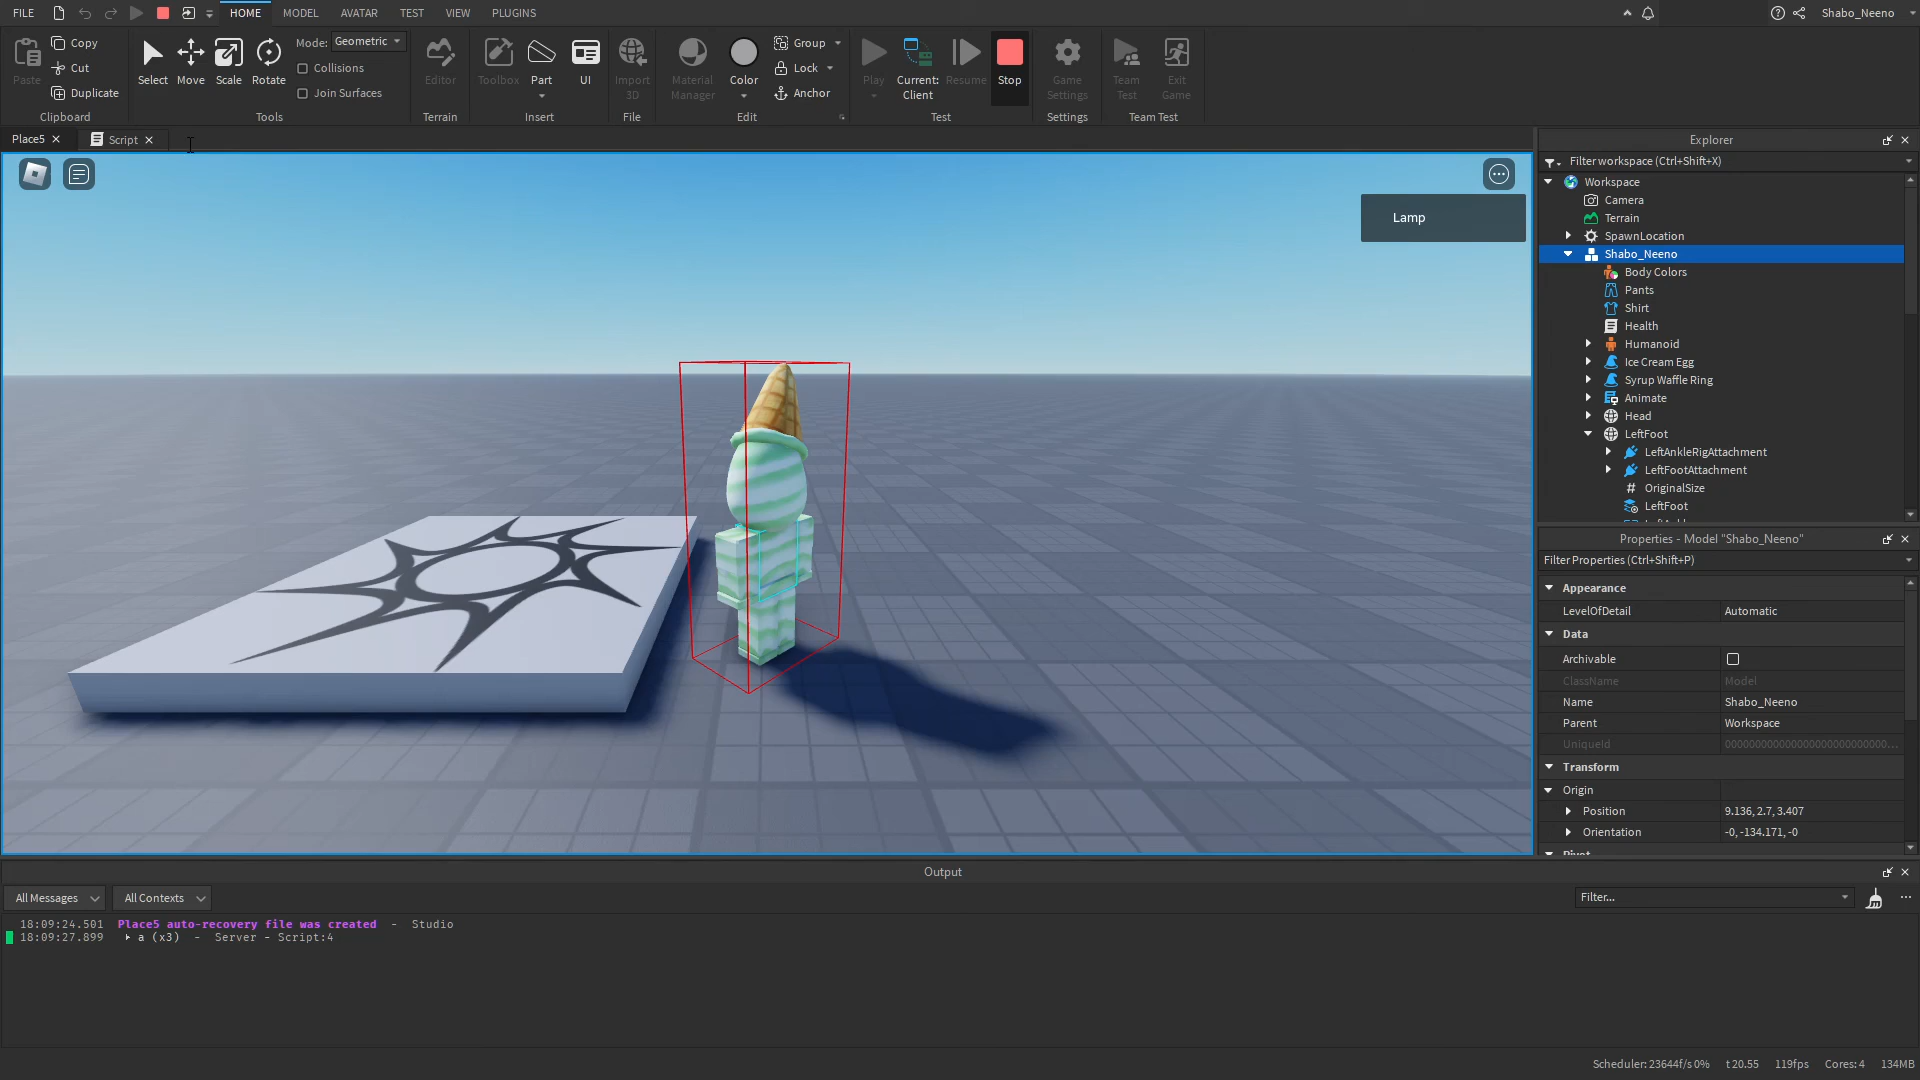 FILE HOME MODEL AVATAR TEST VIEW PLUGINS Shabo_Neeno
Paste Copy Cut Duplicate Clipboard
Select Move Scale Rotate Mode: Geometric Collisions Join Surfaces Tools
Editor Terrain
Toolbox Part UI Insert
Import 3D File
Material Manager Color Group Lock Anchor Edit
Play Current: Client Resume Stop Test
Game Settings Settings
Team Test Exit Game Team Test
Place5 Script
Lamp
Explorer
Filter workspace (Ctrl+Shift+X)
Workspace
Camera
Terrain
SpawnLocation
Shabo_Neeno
Body Colors
Pants
Shirt
Health
Humanoid
Ice Cream Egg
Syrup Waffle Ring
Animate
Head
LeftFoot
LeftAnkleRigAttachment
LeftFootAttachment
# OriginalSize
LeftFoot
Properties - Model "Shabo_Neeno"
Filter Properties (Ctrl+Shift+P)
Appearance
LevelOfDetail Automatic
Data
Archivable
ClassName Model
Name Shabo_Neeno
Parent Workspace
UniqueId 00000000000000000000000000...
Transform
Origin
Position 9.136, 2.7, 3.407
Orientation -0, -134.171, -0
Pivot
Output
All Messages All Contexts Filter...
18:09:24.501 Place5 auto-recovery file was created - Studio
18:09:27.899 a (x3) - Server - Script:4
Scheduler: 23644f/s 0% t 20.55 119fps Cores: 4 134MB